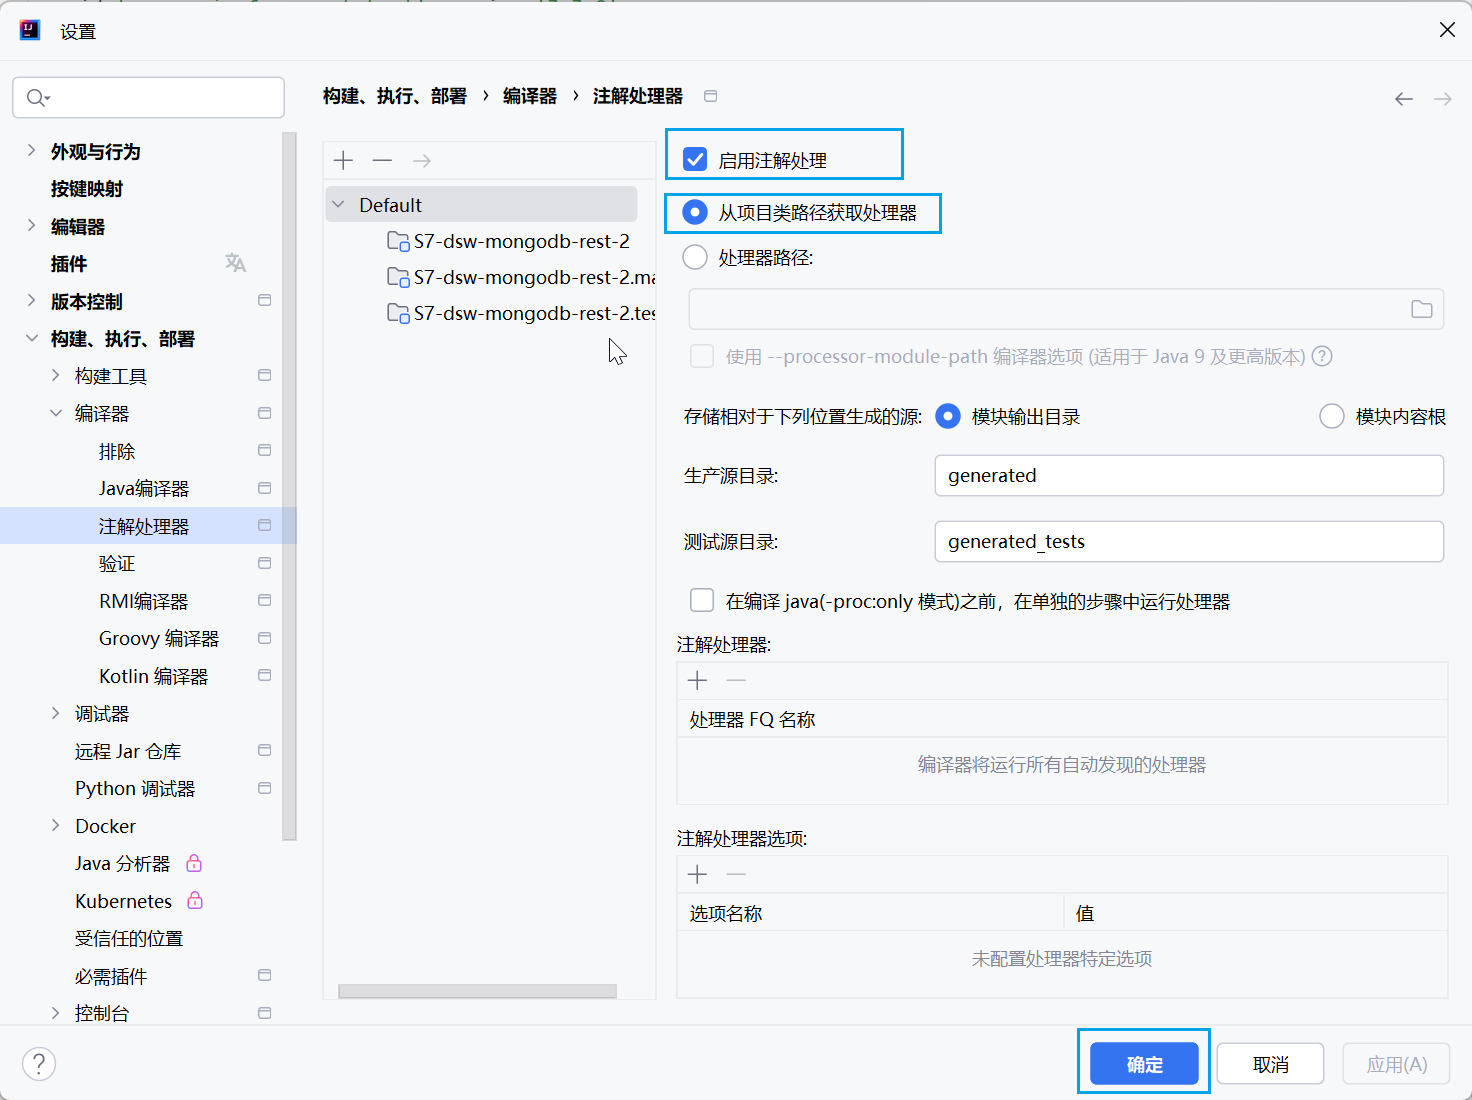 设置
构建、执行、部署 › 编译器 › 注解处理器
外观与行为
按键映射
编辑器
插件
版本控制
构建、执行、部署
构建工具
编译器
排除
Java编译器
注解处理器
验证
RMI编译器
Groovy 编译器
Kotlin 编译器
调试器
远程 Jar 仓库
Python 调试器
Docker
Java 分析器
Kubernetes
受信任的位置
必需插件
控制台
Default
S7-dsw-mongodb-rest-2
S7-dsw-mongodb-rest-2.ma
S7-dsw-mongodb-rest-2.tes
启用注解处理
从项目类路径获取处理器
处理器路径:
使用 --processor-module-path 编译器选项 (适用于 Java 9 及更高版本) ?
存储相对于下列位置生成的源: 模块输出目录 模块内容根
生产源目录: generated
测试源目录: generated_tests
在编译 java(-proc:only 模式)之前，在单独的步骤中运行处理器
注解处理器:
处理器 FQ 名称
编译器将运行所有自动发现的处理器
注解处理器选项:
选项名称 值
未配置处理器特定选项
? 确定 取消 应用(A)